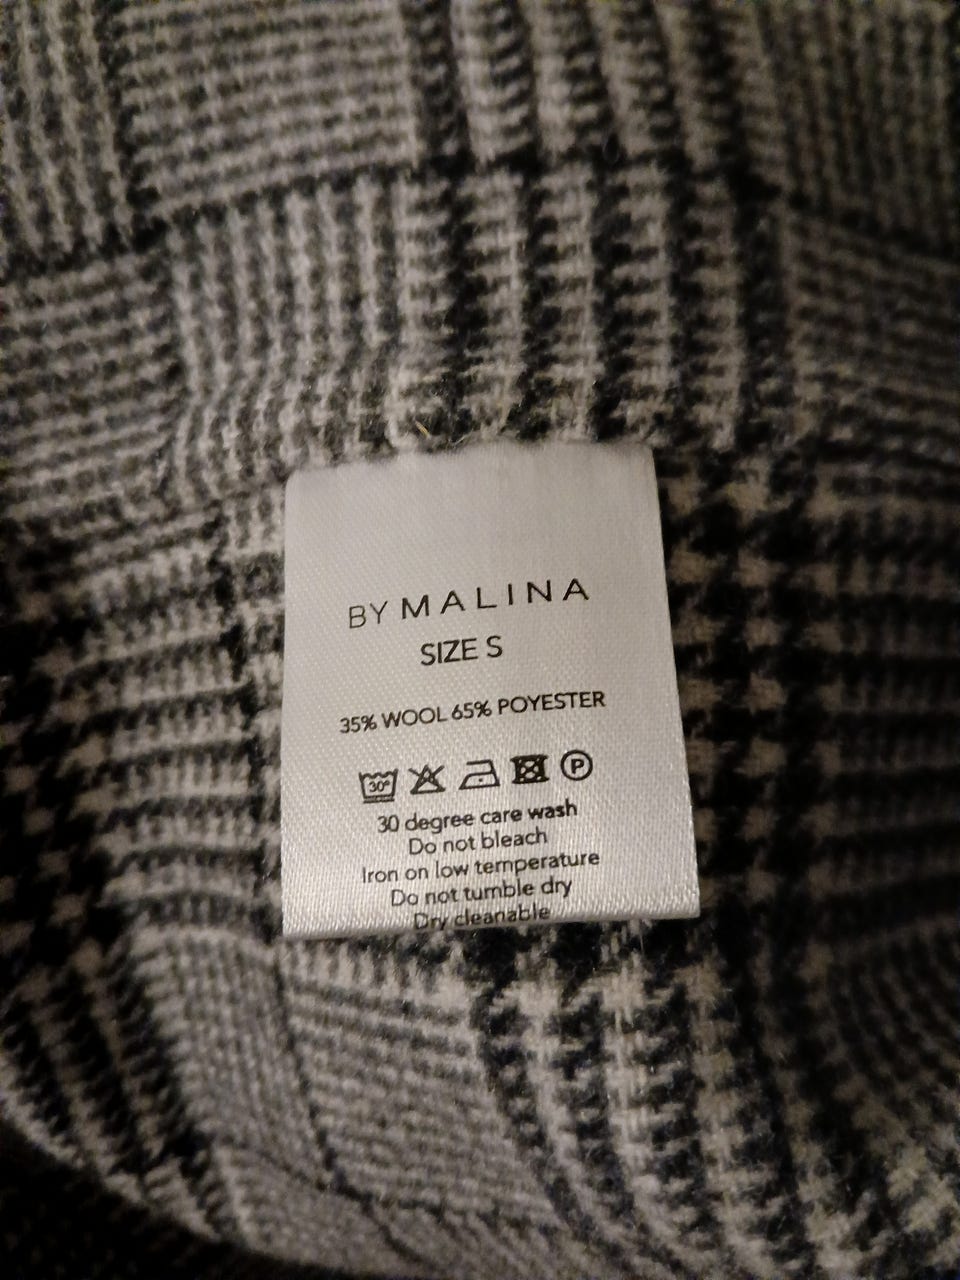 BY MALINA
SIZE S
35% WOOL 65% POYESTER
30° P
30 degree care wash
Do not bleach
Iron on low temperature
Do not tumble dry
Dry cleanable